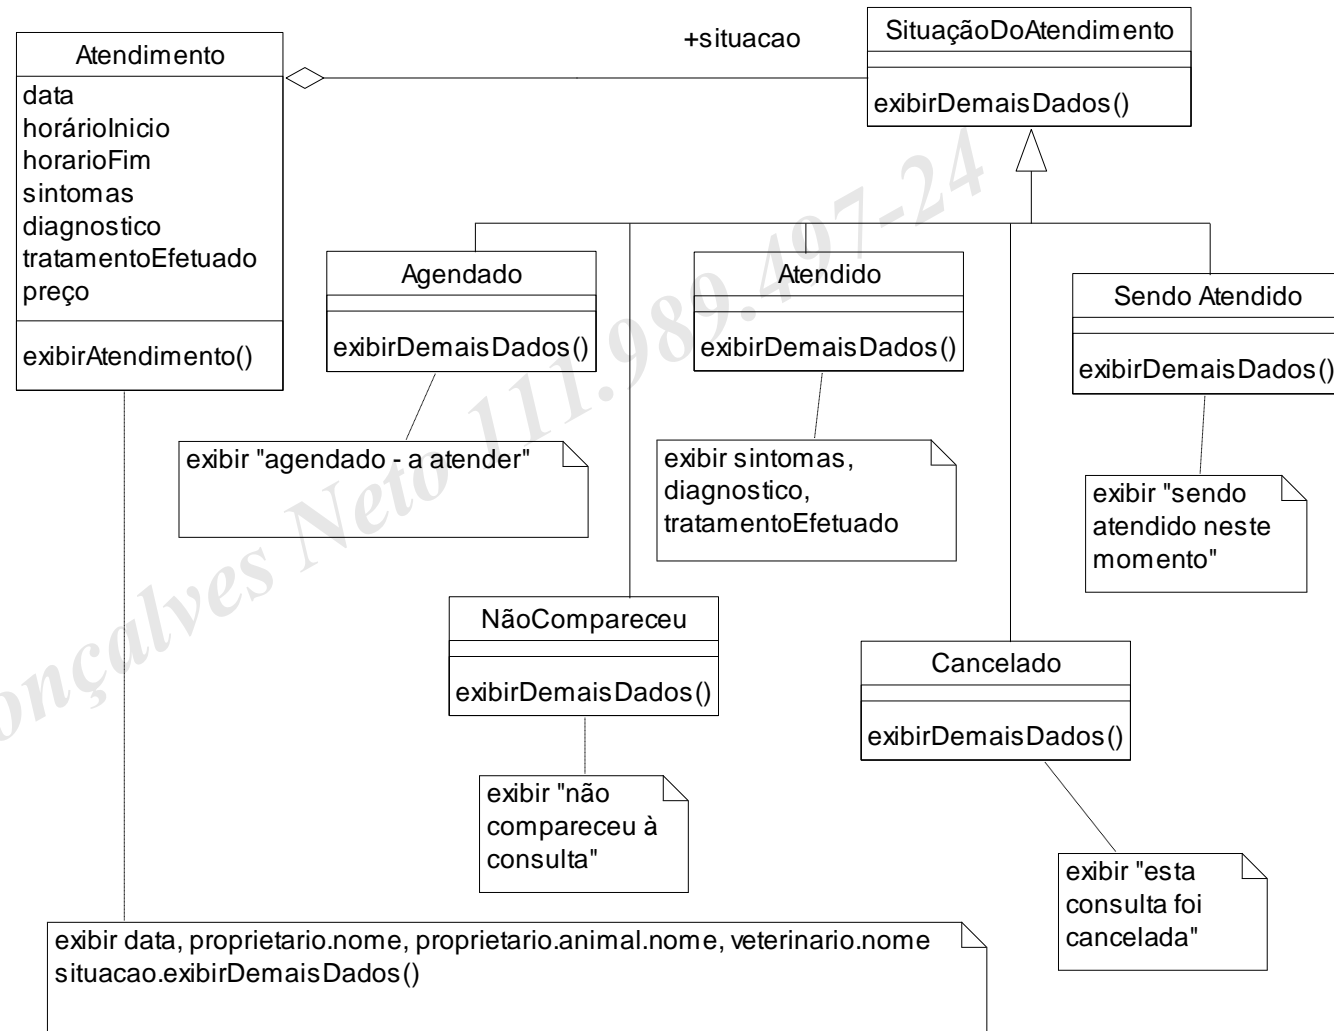 Atendimento
data
horárioInicio
horarioFim
sintomas
diagnostico
tratamentoEfetuado
preço
exibirAtendimento()
+situacao
SituaçãoDoAtendimento
exibirDemaisDados()
Agendado
exibirDemaisDados()
Atendido
exibirDemaisDados()
Sendo Atendido
exibirDemaisDados()
exibir "agendado - a atender"
exibir sintomas,
diagnostico,
tratamentoEfetuado
exibir "sendo
atendido neste
momento"
NãoCompareceu
exibirDemaisDados()
Cancelado
exibirDemaisDados()
exibir "não
compareceu à
consulta"
exibir "esta
consulta foi
cancelada"
exibir data, proprietario.nome, proprietario.animal.nome, veterinario.nome
situacao.exibirDemaisDados()
onçalves Neto 111.989.497-24